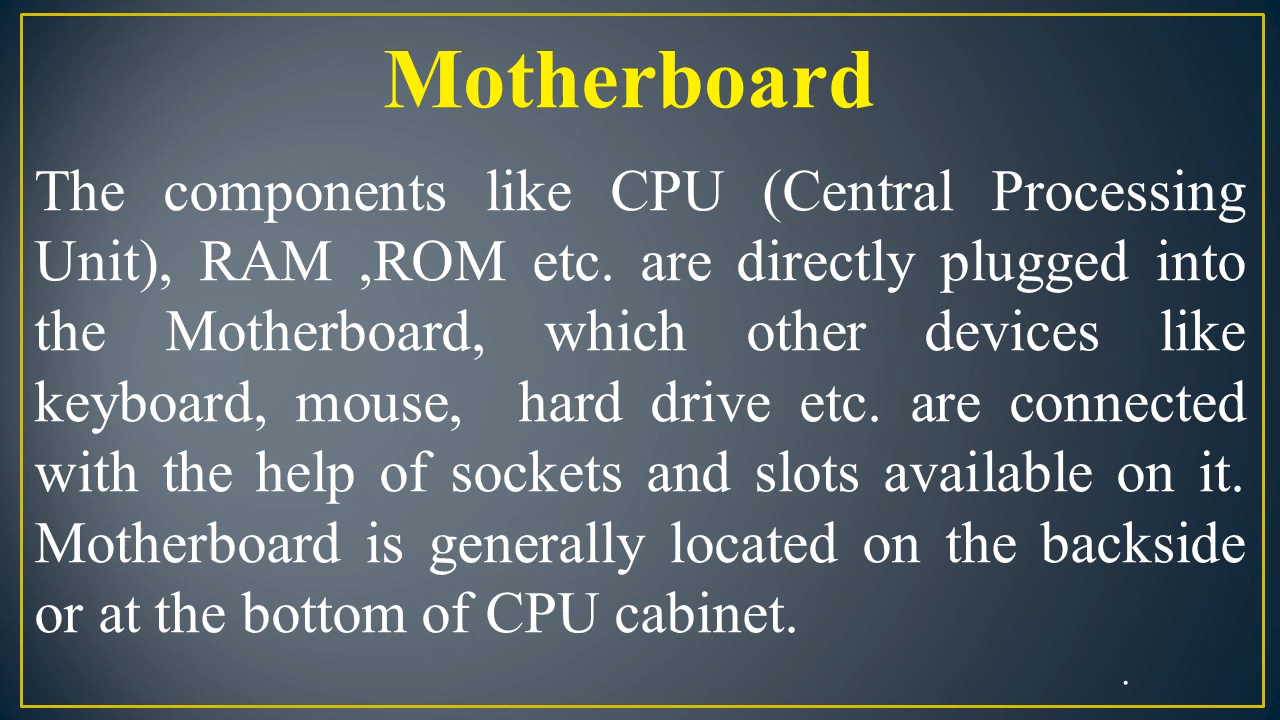 Motherboard
The components like CPU (Central Processing
Unit), RAM ,ROM etc. are directly plugged into
the Motherboard, which other devices like
keyboard, mouse, hard drive etc. are connected
with the help of sockets and slots available on it.
Motherboard is generally located on the backside
or at the bottom of CPU cabinet.
.